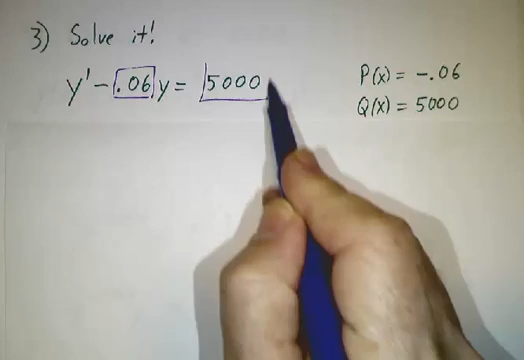 3) Solve it!
y' - .06 y = 5000
P(x) = -.06
Q(x) = 5000